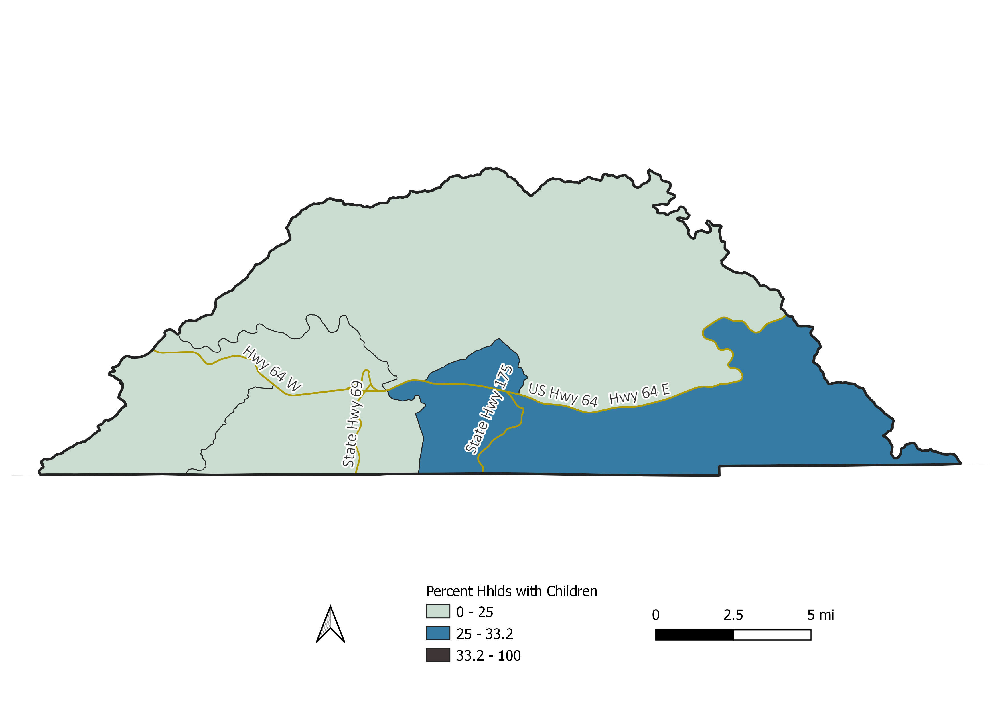 Hwy 64 W
State Hwy 69
State Hwy 175
US Hwy 64
Hwy 64 E
Percent Hhlds with Children
0 - 25
25 - 33.2
33.2 - 100
0 2.5 5 mi